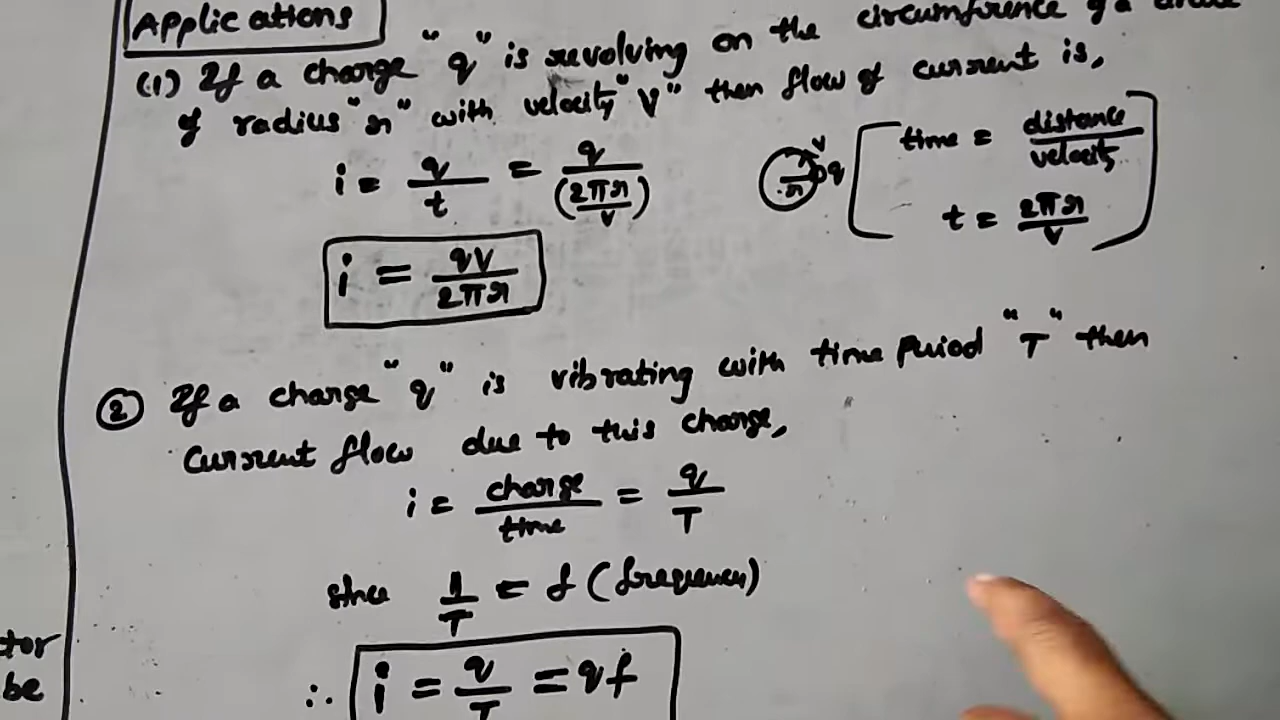 Applications
(1) If a charge "q" is revolving on the circumference of a circle
of radius "r" with velocity "V" then flow of current is,
i = q/t = q/(2πr/v)
v
r
q
[time = distance/velocity
t = 2πr/v]
i = qV/2πr
② If a charge "q" is vibrating with time period "T" then
current flow due to this charge,
i = charge/time = q/T
since 1/T = f (frequency)
∴ i = q/T = qf
tor
be